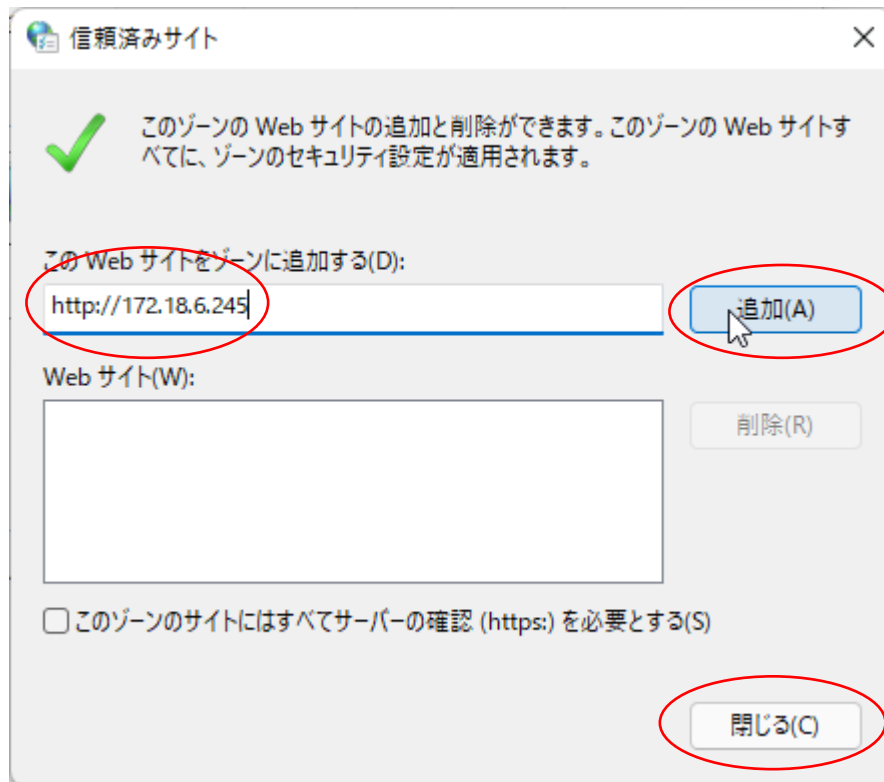 信頼済みサイト
このゾーンの Web サイトの追加と削除ができます。このゾーンの Web サイトす
べてに、ゾーンのセキュリティ設定が適用されます。
この Web サイトをゾーンに追加する(D):
http://172.18.6.245
追加(A)
Web サイト(W):
削除(R)
このゾーンのサイトにはすべてサーバーの確認 (https:) を必要とする(S)
閉じる(C)